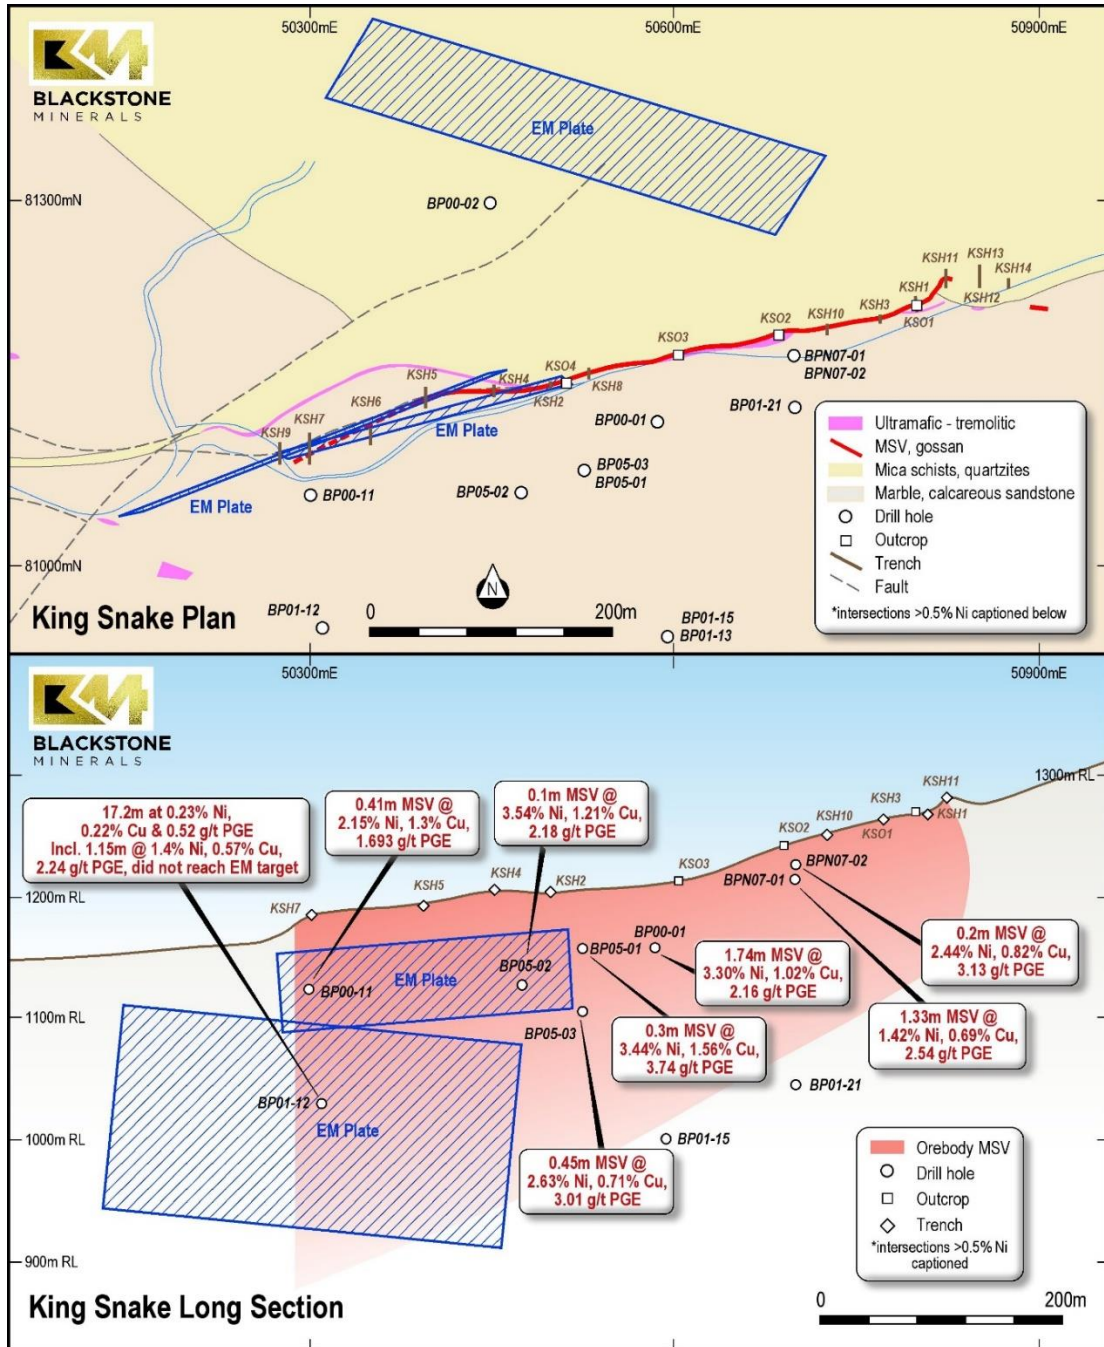 50300mE
50600mE
50900mE
BLACKSTONE
MINERALS
EM Plate
81300mN
BP00-02
KSH11
KSH13
KSH14
KSH1
KSH12
KSH3
KSO1
KSO2
KSH10
KSO3
BPN07-01
BPN07-02
KSO4
KSH5
KSH4
KSH8
KSH2
KSH6
KSH7
KSH9
EM Plate
BP00-01
BP01-21
BP05-03
BP05-01
BP05-02
BP00-11
EM Plate
Ultramafic - tremolitic
MSV, gossan
Mica schists, quartzites
Marble, calcareous sandstone
Drill hole
Outcrop
Trench
Fault
*intersections >0.5% Ni captioned below
81000mN
N
BP01-12
King Snake Plan
0
200m
BP01-15
BP01-13
50300mE
50900mE
BLACKSTONE
MINERALS
1300m RL
17.2m at 0.23% Ni,
0.22% Cu & 0.52 g/t PGE
Incl. 1.15m @ 1.4% Ni, 0.57% Cu,
2.24 g/t PGE, did not reach EM target
0.41m MSV @
2.15% Ni, 1.3% Cu,
1.693 g/t PGE
0.1m MSV @
3.54% Ni, 1.21% Cu,
2.18 g/t PGE
KSH11
KSH3
KSH10
KSH1
KSO1
KSO2
KSO3
KSH4
KSH2
KSH5
KSH7
1200m RL
BPN07-02
BPN07-01
BP00-01
BP05-01
BP05-02
EM Plate
BP00-11
1.74m MSV @
3.30% Ni, 1.02% Cu,
2.16 g/t PGE
0.2m MSV @
2.44% Ni, 0.82% Cu,
3.13 g/t PGE
1.33m MSV @
1.42% Ni, 0.69% Cu,
2.54 g/t PGE
0.3m MSV @
3.44% Ni, 1.56% Cu,
3.74 g/t PGE
1100m RL
BP05-03
BP01-21
BP01-12
EM Plate
1000m RL
BP01-15
0.45m MSV @
2.63% Ni, 0.71% Cu,
3.01 g/t PGE
Orebody MSV
Drill hole
Outcrop
Trench
*intersections >0.5% Ni
captioned
900m RL
King Snake Long Section
0
200m